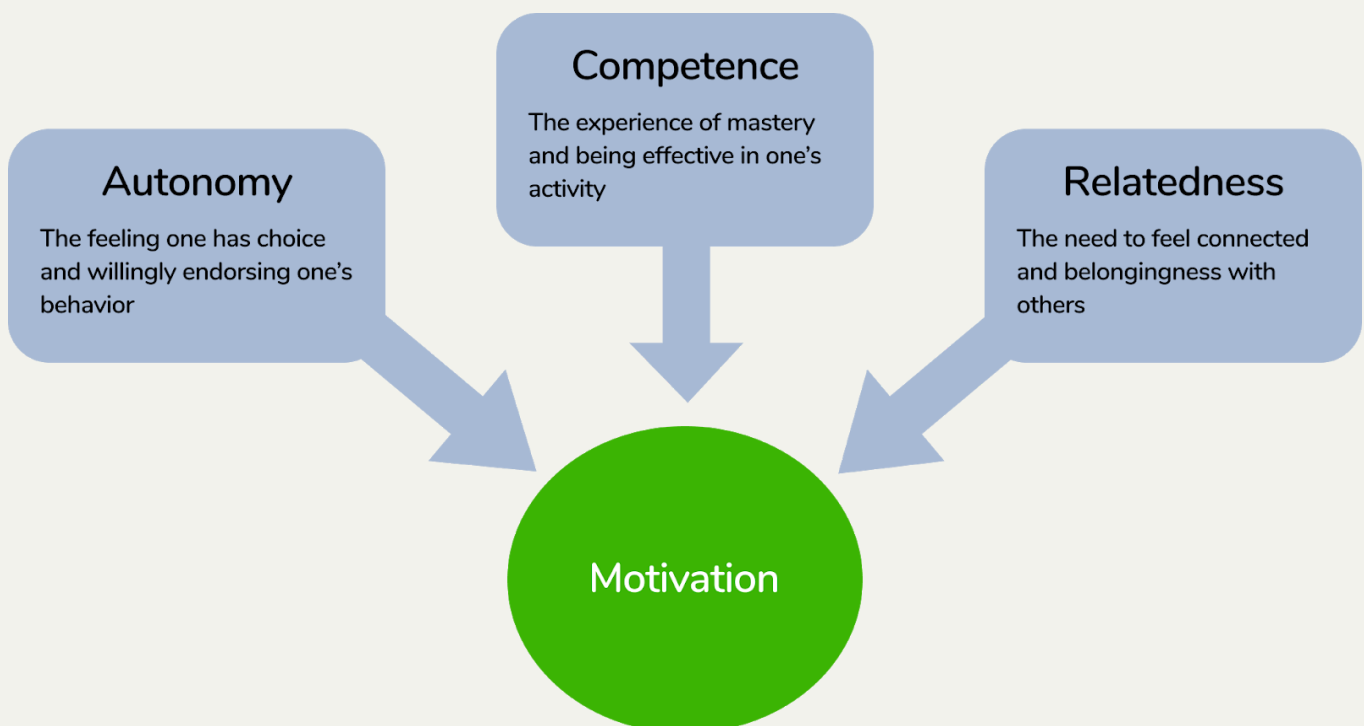 Competence
The experience of mastery
and being effective in one’s
activity
Autonomy
The feeling one has choice
and willingly endorsing one’s
behavior
Relatedness
The need to feel connected
and belongingness with
others
Motivation